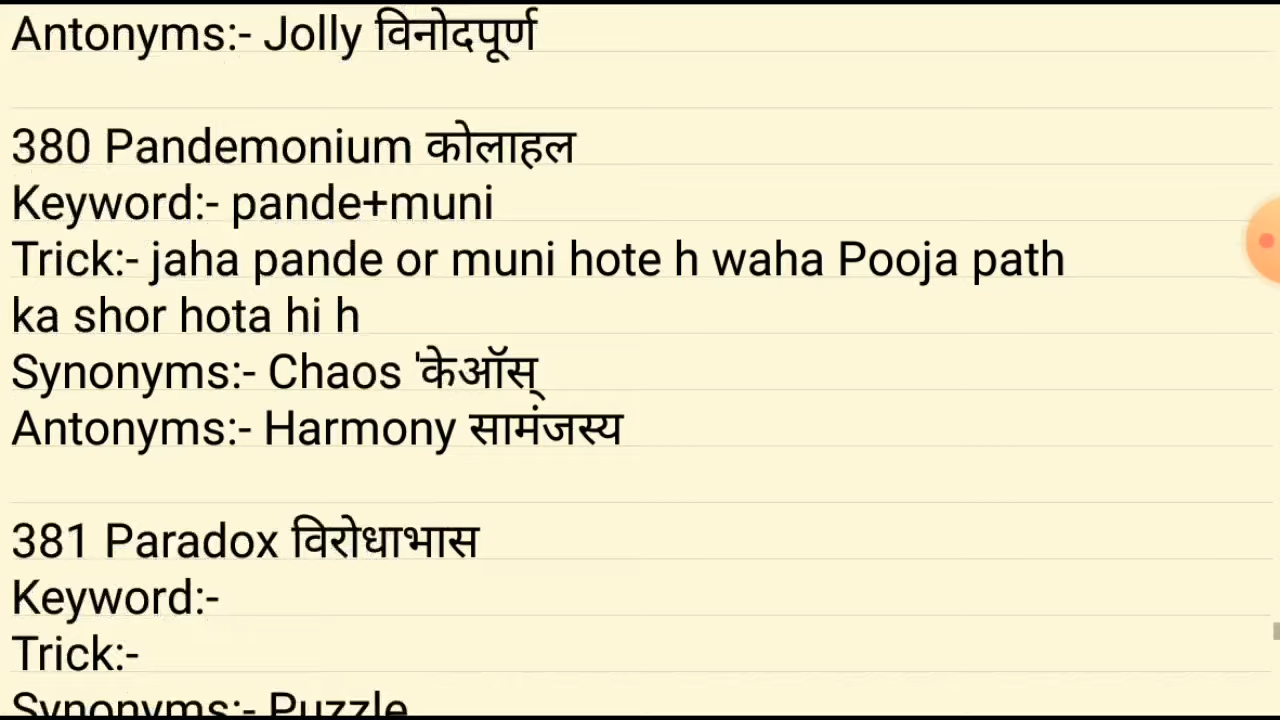 Antonyms:- Jolly विनोदपूर्ण
380 Pandemonium कोलाहल
Keyword:- pande+muni
Trick:- jaha pande or muni hote h waha Pooja path
ka shor hota hi h
Synonyms:- Chaos 'केऑस्
Antonyms:- Harmony सामंजस्य
381 Paradox विरोधाभास
Keyword:-
Trick:-
Synonyms:- Puzzle